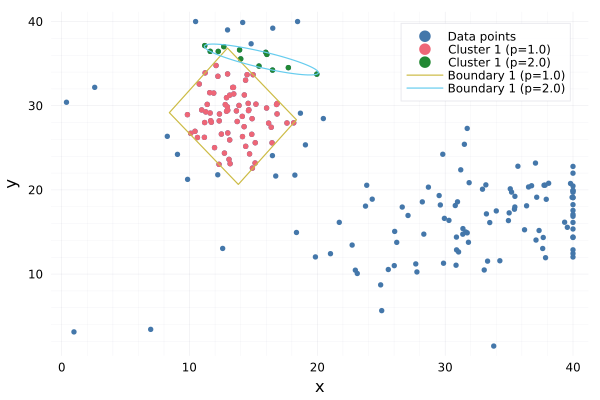 40
30
20
10
y
0
10
20
30
40
x
Data points
Cluster 1 (p=1.0)
Cluster 1 (p=2.0)
Boundary 1 (p=1.0)
Boundary 1 (p=2.0)